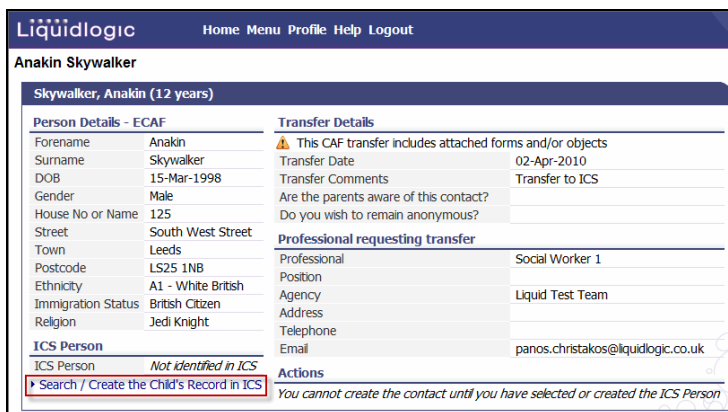 Liquidlogic
Home Menu Profile Help Logout
Anakin Skywalker
Skywalker, Anakin (12 years)
Person Details - ECAF
Forename Anakin
Surname Skywalker
DOB 15-Mar-1998
Gender Male
House No or Name 125
Street South West Street
Town Leeds
Postcode LS25 1NB
Ethnicity A1 - White British
Immigration Status British Citizen
Religion Jedi Knight
ICS Person
ICS Person Not identified in ICS
Search / Create the Child's Record in ICS
Transfer Details
This CAF transfer includes attached forms and/or objects
Transfer Date 02-Apr-2010
Transfer Comments Transfer to ICS
Are the parents aware of this contact?
Do you wish to remain anonymous?
Professional requesting transfer
Professional Social Worker 1
Position
Agency Liquid Test Team
Address
Telephone
Email panos.christakos@liquidlogic.co.uk
Actions
You cannot create the contact until you have selected or created the ICS Person